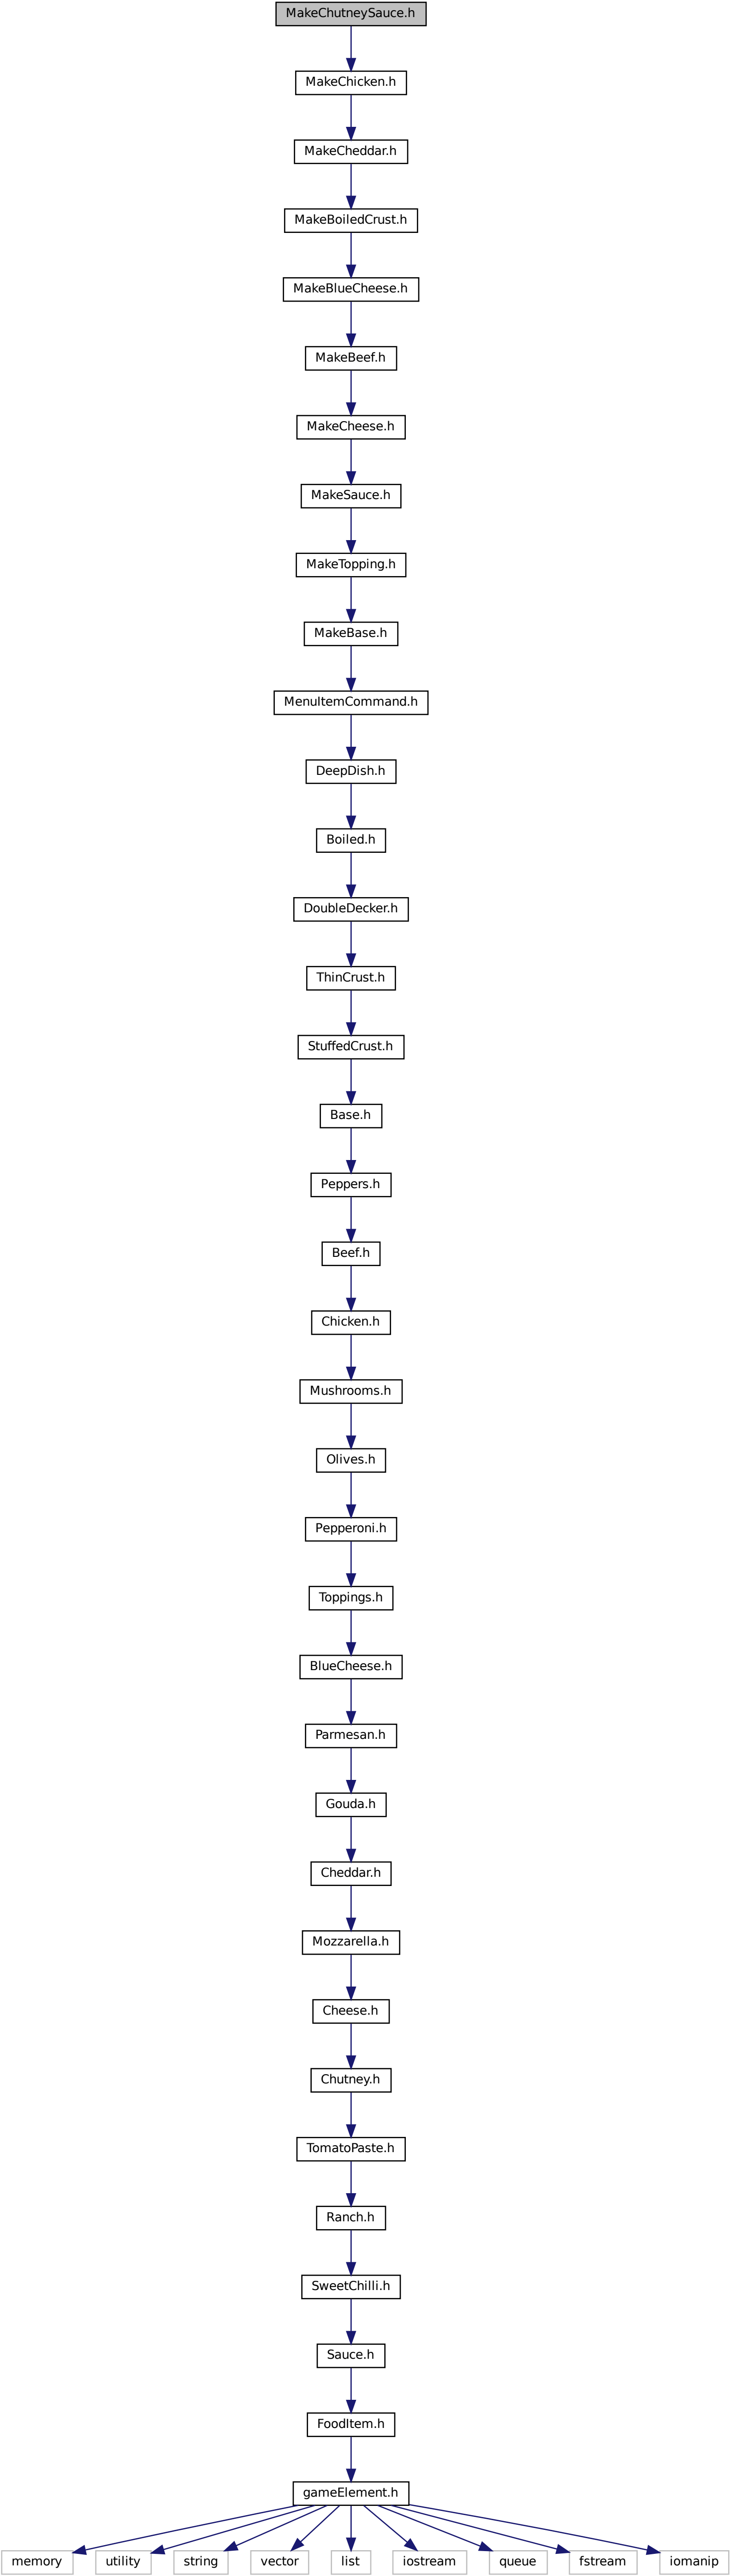 MakeChutneySauce.h
MakeChicken.h
MakeCheddar.h
MakeBoiledCrust.h
MakeBlueCheese.h
MakeBeef.h
MakeCheese.h
MakeSauce.h
MakeTopping.h
MakeBase.h
MenuItemCommand.h
DeepDish.h
Boiled.h
DoubleDecker.h
ThinCrust.h
StuffedCrust.h
Base.h
Peppers.h
Beef.h
Chicken.h
Mushrooms.h
Olives.h
Pepperoni.h
Toppings.h
BlueCheese.h
Parmesan.h
Gouda.h
Cheddar.h
Mozzarella.h
Cheese.h
Chutney.h
TomatoPaste.h
Ranch.h
SweetChilli.h
Sauce.h
FoodItem.h
gameElement.h
memory utility string vector list iostream queue fstream iomanip